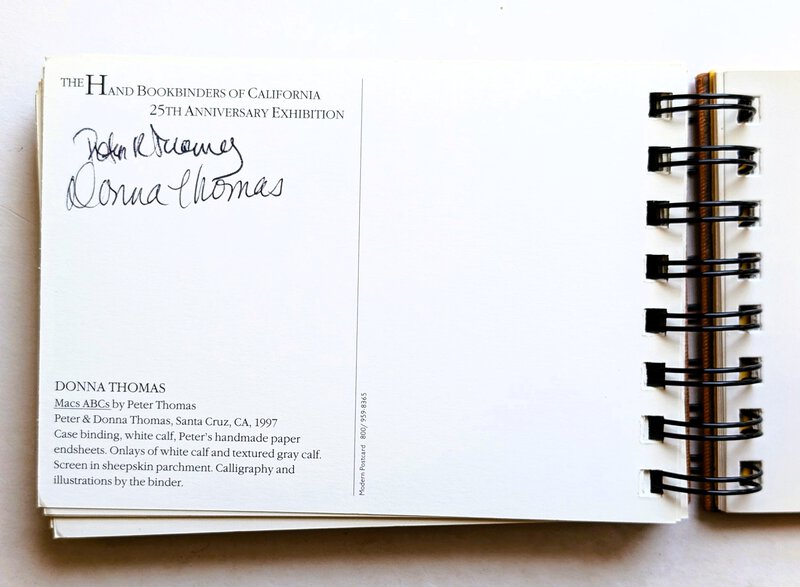 THE HAND BOOKBINDERS OF CALIFORNIA
25TH ANNIVERSARY EXHIBITION
Peter R Thomas
Donna Thomas
DONNA THOMAS
Macs ABCs by Peter Thomas
Peter & Donna Thomas, Santa Cruz, CA, 1997
Case binding, white calf, Peter's handmade paper
endsheets. Onlays of white calf and textured gray calf.
Screen in sheepskin parchment. Calligraphy and
illustrations by the binder.
Modern Postcard 800/ 959-8365